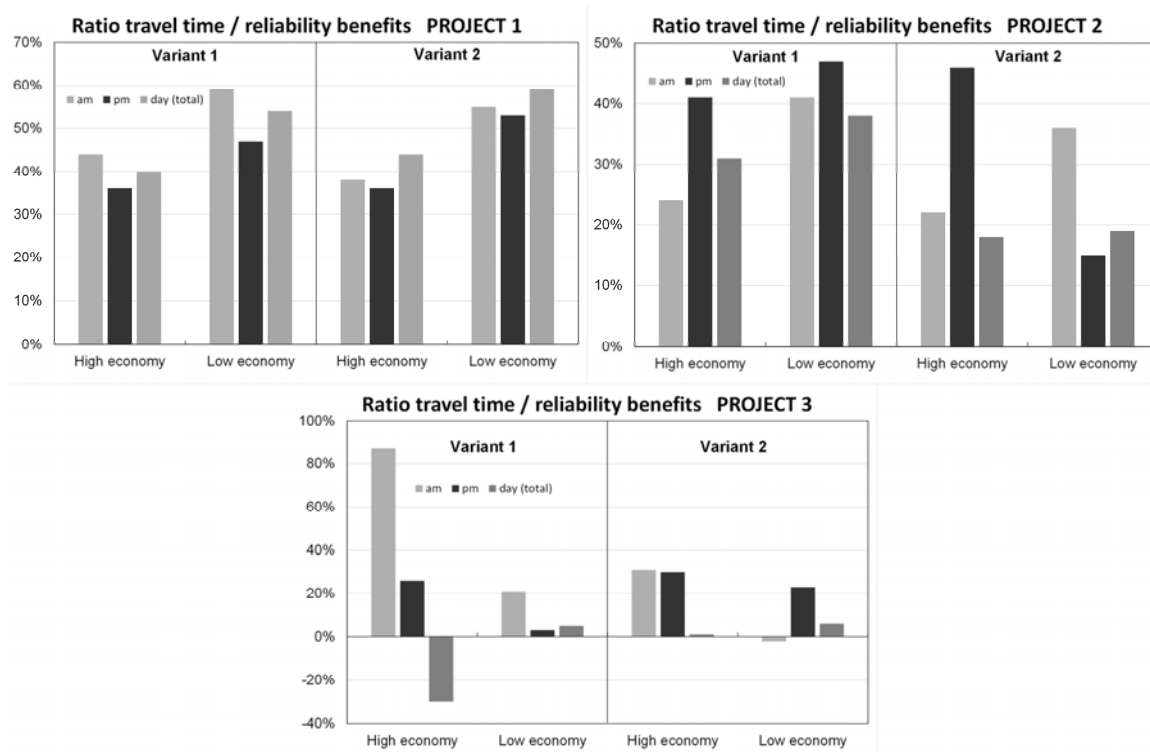 Ratio travel time / reliability benefits PROJECT 1
70%
60%
50%
40%
30%
20%
10%
0%
Variant 1
Variant 2
am pm day (total)
High economy Low economy High economy Low economy
Ratio travel time / reliability benefits PROJECT 2
50%
40%
30%
20%
10%
0%
Variant 1
Variant 2
am pm day (total)
High economy Low economy High economy Low economy
Ratio travel time / reliability benefits PROJECT 3
100%
80%
60%
40%
20%
0%
-20%
-40%
Variant 1
Variant 2
am pm day (total)
High economy Low economy High economy Low economy